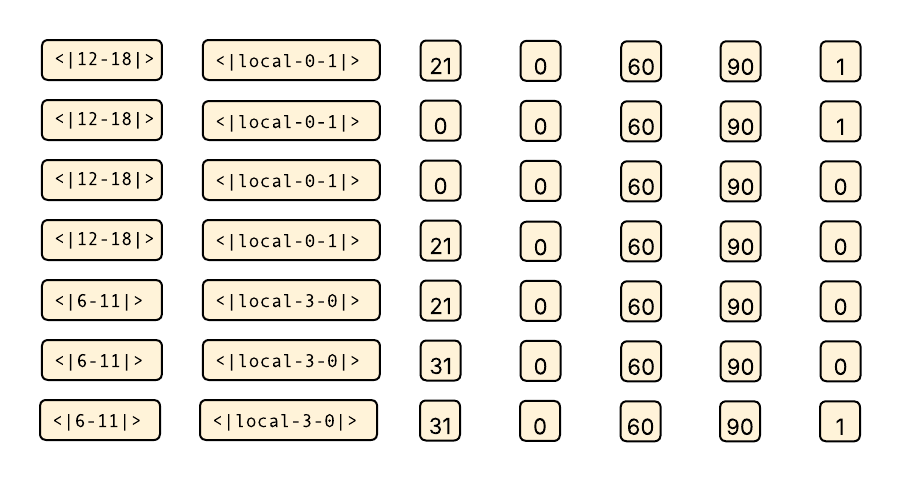 <|12-18|> <|local-0-1|> 21 0 60 90 1
<|12-18|> <|local-0-1|> 0 0 60 90 1
<|12-18|> <|local-0-1|> 0 0 60 90 0
<|12-18|> <|local-0-1|> 21 0 60 90 0
<|6-11|> <|local-3-0|> 21 0 60 90 0
<|6-11|> <|local-3-0|> 31 0 60 90 0
<|6-11|> <|local-3-0|> 31 0 60 90 1